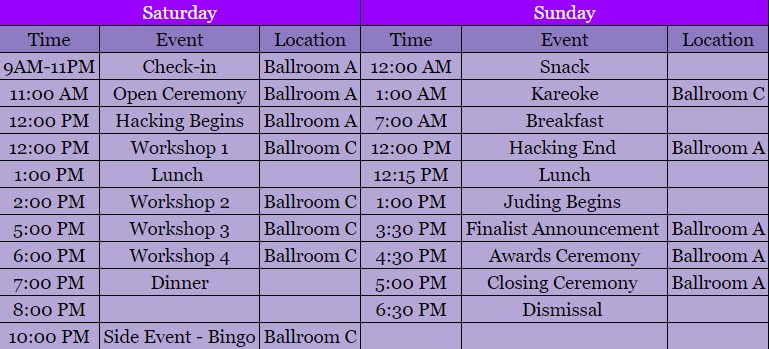 Saturday Sunday
Time Event Location Time Event Location
9AM-11PM Check-in Ballroom A 12:00 AM Snack
11:00 AM Open Ceremony Ballroom A 1:00 AM Kareoke Ballroom C
12:00 PM Hacking Begins Ballroom A 7:00 AM Breakfast
12:00 PM Workshop 1 Ballroom C 12:00 PM Hacking End Ballroom A
1:00 PM Lunch 12:15 PM Lunch
2:00 PM Workshop 2 Ballroom C 1:00 PM Juding Begins
5:00 PM Workshop 3 Ballroom C 3:30 PM Finalist Announcement Ballroom A
6:00 PM Workshop 4 Ballroom C 4:30 PM Awards Ceremony Ballroom A
7:00 PM Dinner 5:00 PM Closing Ceremony Ballroom A
8:00 PM 6:30 PM Dismissal
10:00 PM Side Event - Bingo Ballroom C